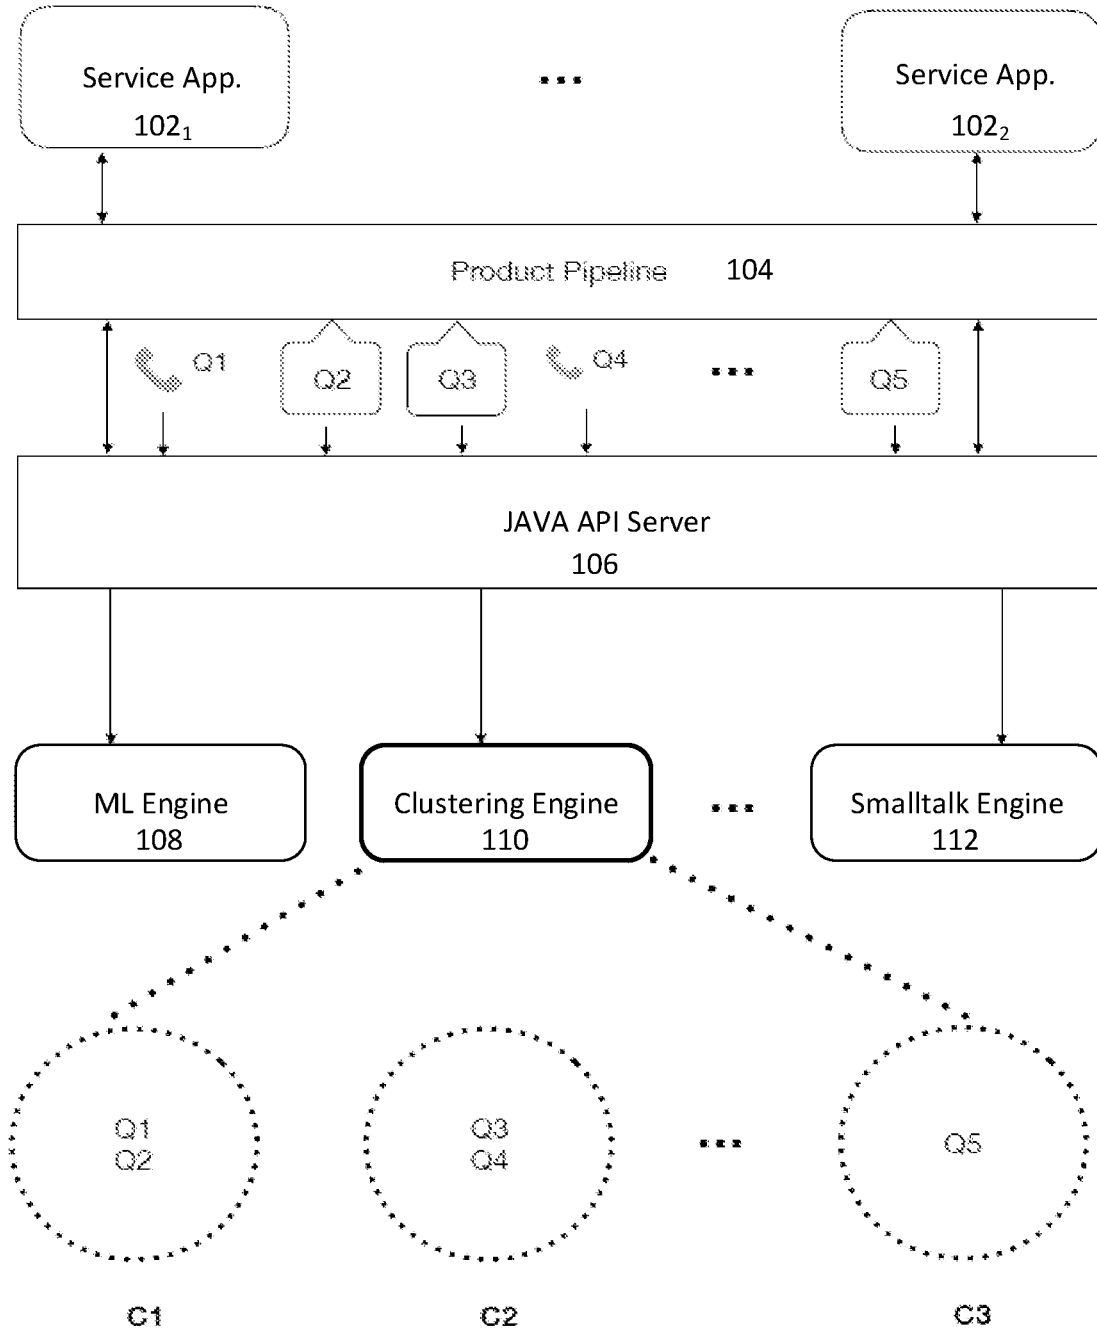 Service App.
102₁
Service App.
102₂
Product Pipeline 104
Q1
Q2
Q3
Q4
Q5
JAVA API Server
106
ML Engine
108
Clustering Engine
110
Smalltalk Engine
112
Q1
Q2
Q3
Q4
Q5
C1
C2
C3